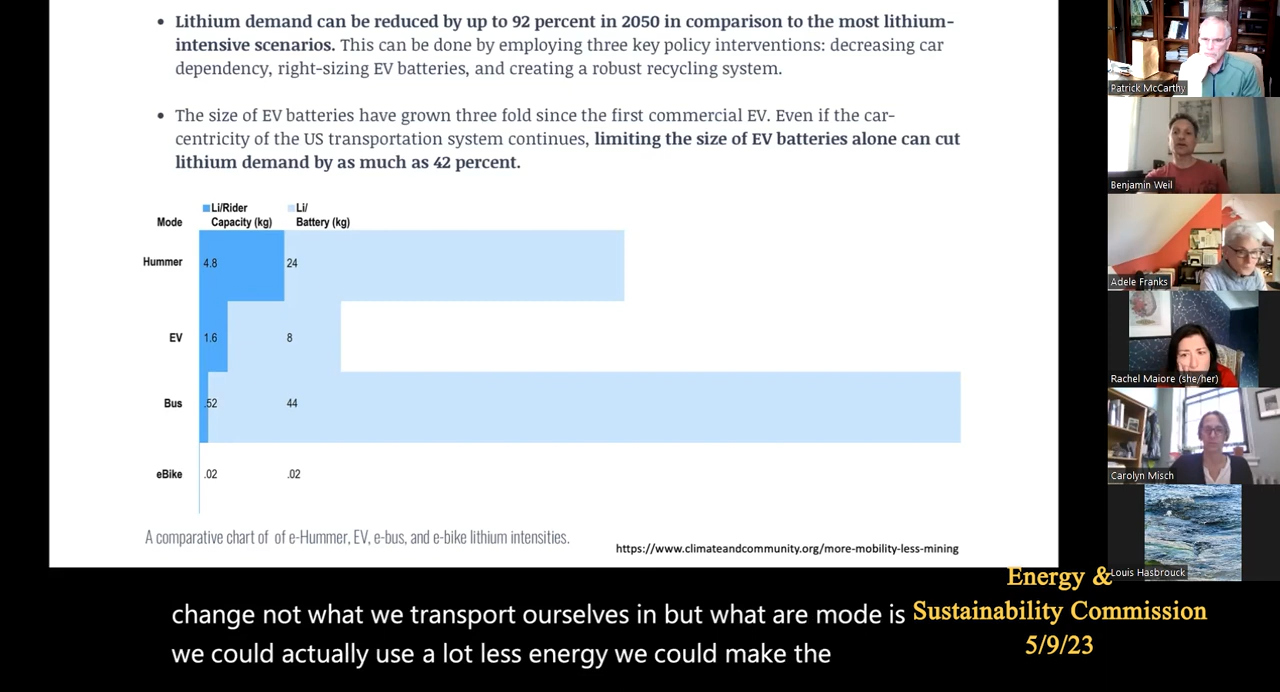 • Lithium demand can be reduced by up to 92 percent in 2050 in comparison to the most lithium-
intensive scenarios. This can be done by employing three key policy interventions: decreasing car
dependency, right-sizing EV batteries, and creating a robust recycling system.
• The size of EV batteries have grown three fold since the first commercial EV. Even if the car-
centricity of the US transportation system continues, limiting the size of EV batteries alone can cut
lithium demand by as much as 42 percent.
Mode Li/Rider Capacity (kg) Li/ Battery (kg)
Hummer 4.8 24
EV 1.6 8
Bus .52 44
eBike .02 .02
A comparative chart of of e-Hummer, EV, e-bus, and e-bike lithium intensities.
https://www.climateandcommunity.org/more-mobility-less-mining
Patrick McCarthy
Benjamin Weil
Adele Franks
Rachel Maiore (she/her)
Carolyn Misch
Louis Hasbrouck
Energy &
Sustainability Commission
5/9/23
change not what we transport ourselves in but what are mode is
we could actually use a lot less energy we could make the